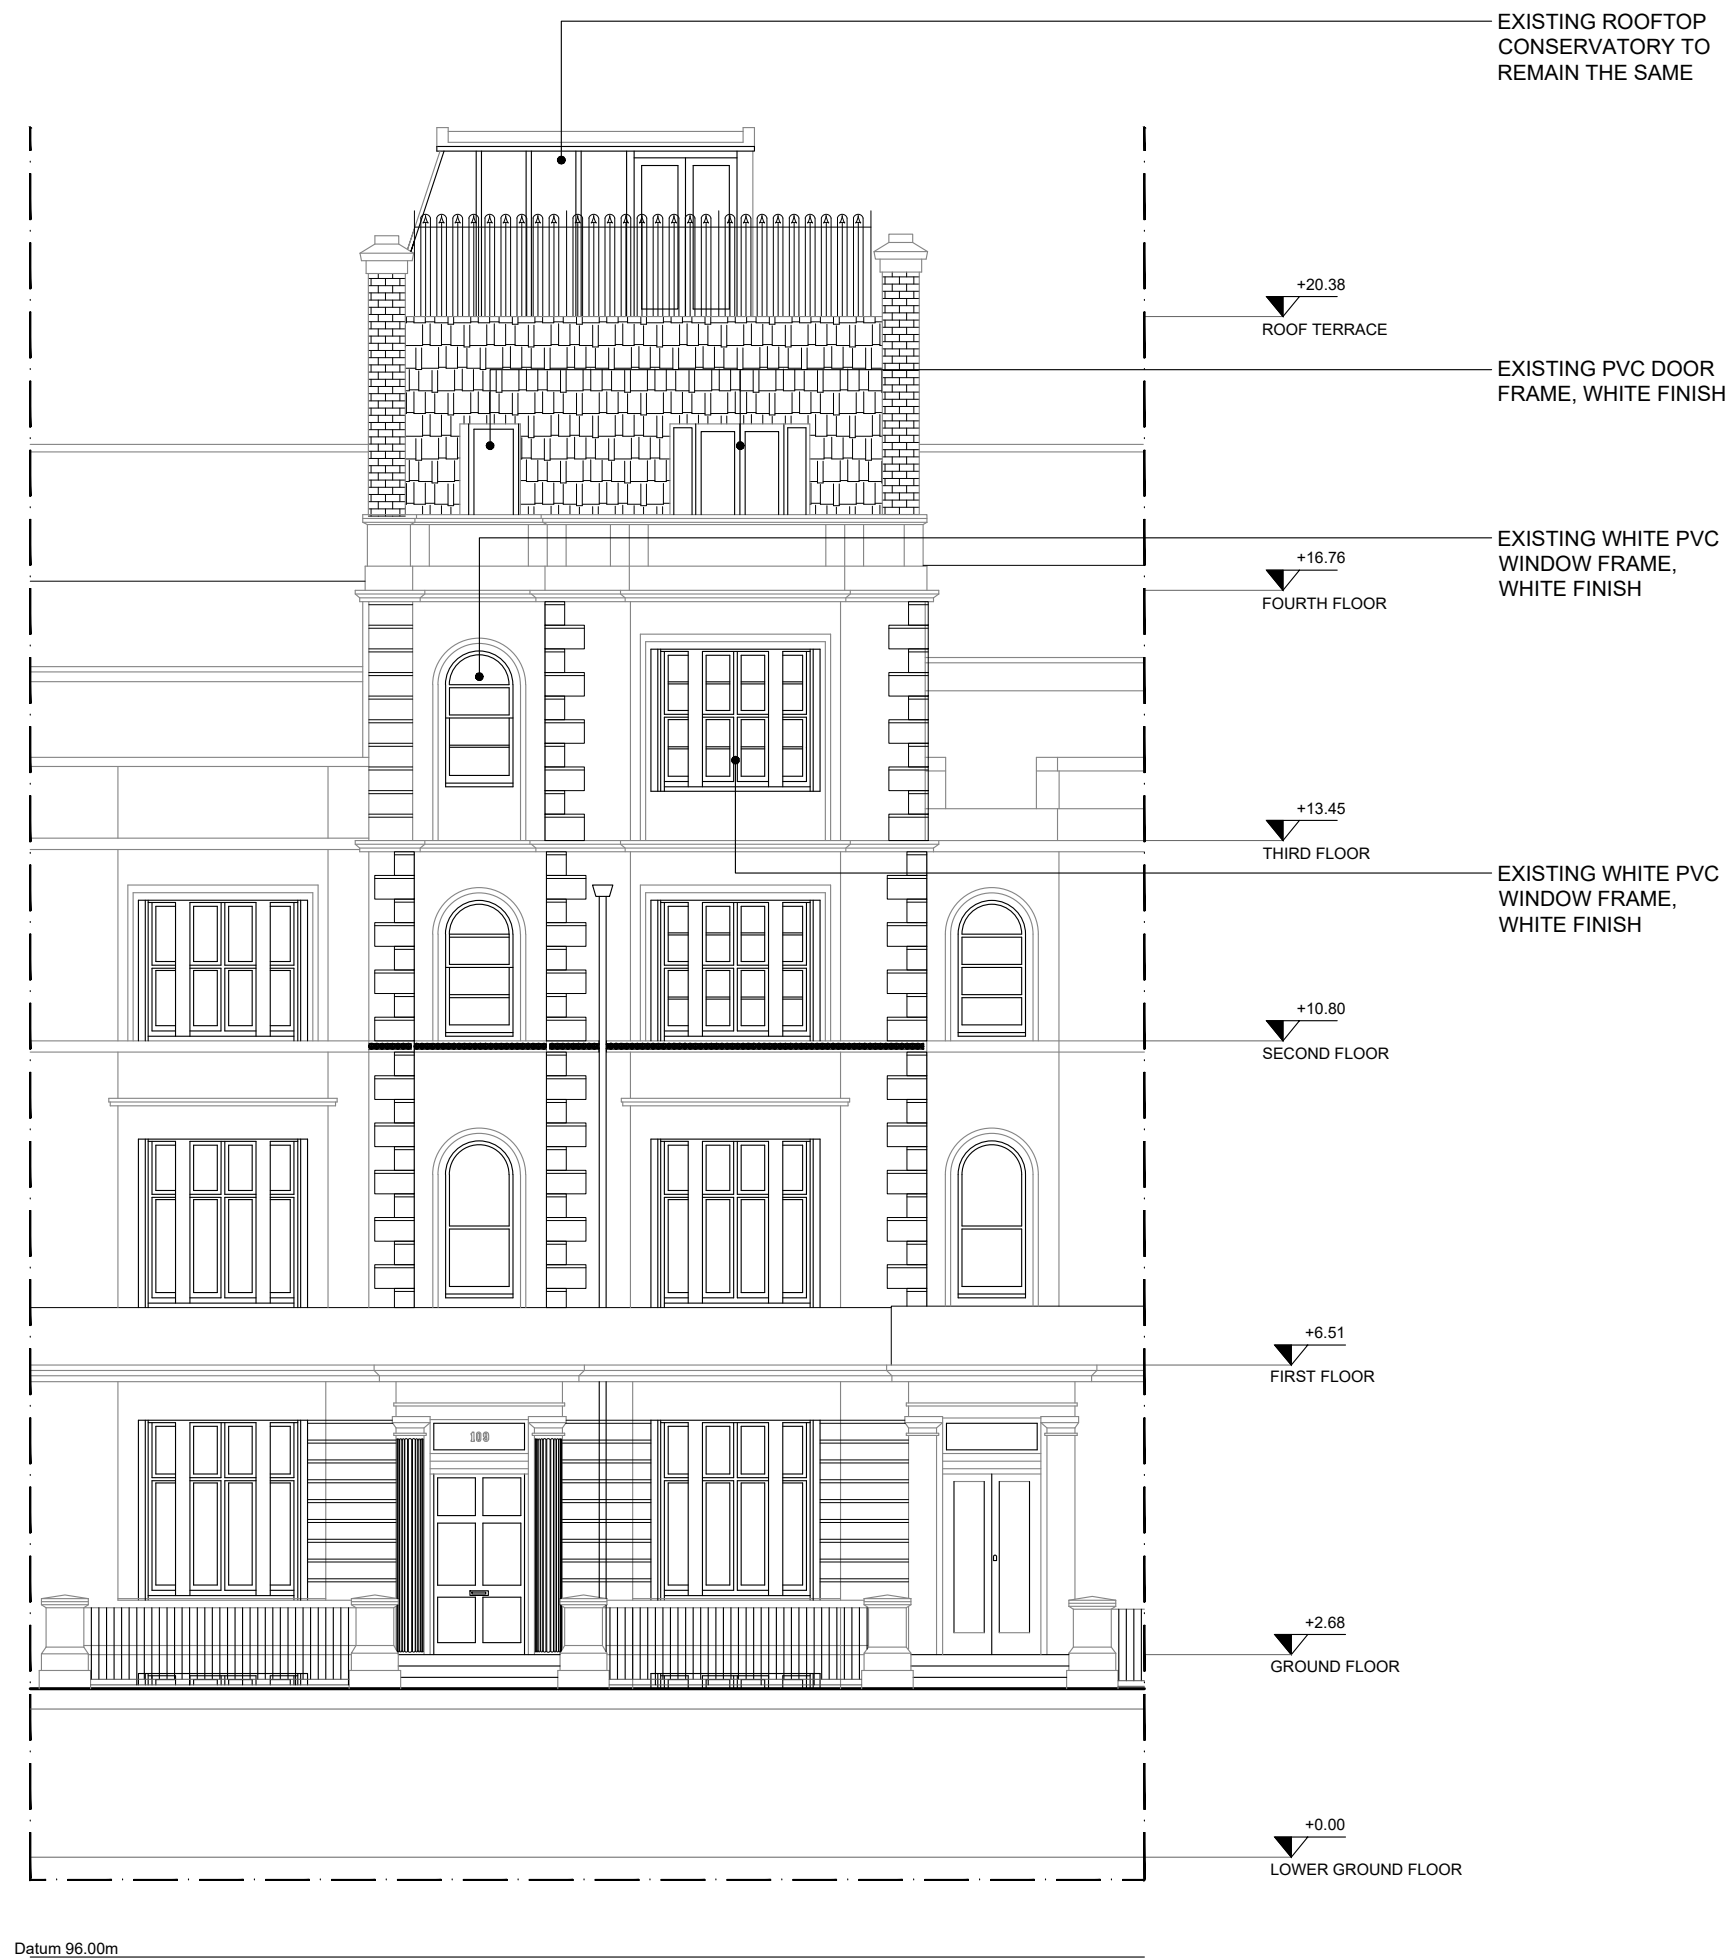 EXISTING ROOFTOP
CONSERVATORY TO
REMAIN THE SAME
+20.38
ROOF TERRACE
EXISTING PVC DOOR
FRAME, WHITE FINISH
EXISTING WHITE PVC
WINDOW FRAME,
WHITE FINISH
+16.76
FOURTH FLOOR
+13.45
THIRD FLOOR
EXISTING WHITE PVC
WINDOW FRAME,
WHITE FINISH
+10.80
SECOND FLOOR
+6.51
FIRST FLOOR
109
+2.68
GROUND FLOOR
+0.00
LOWER GROUND FLOOR
Datum 96.00m